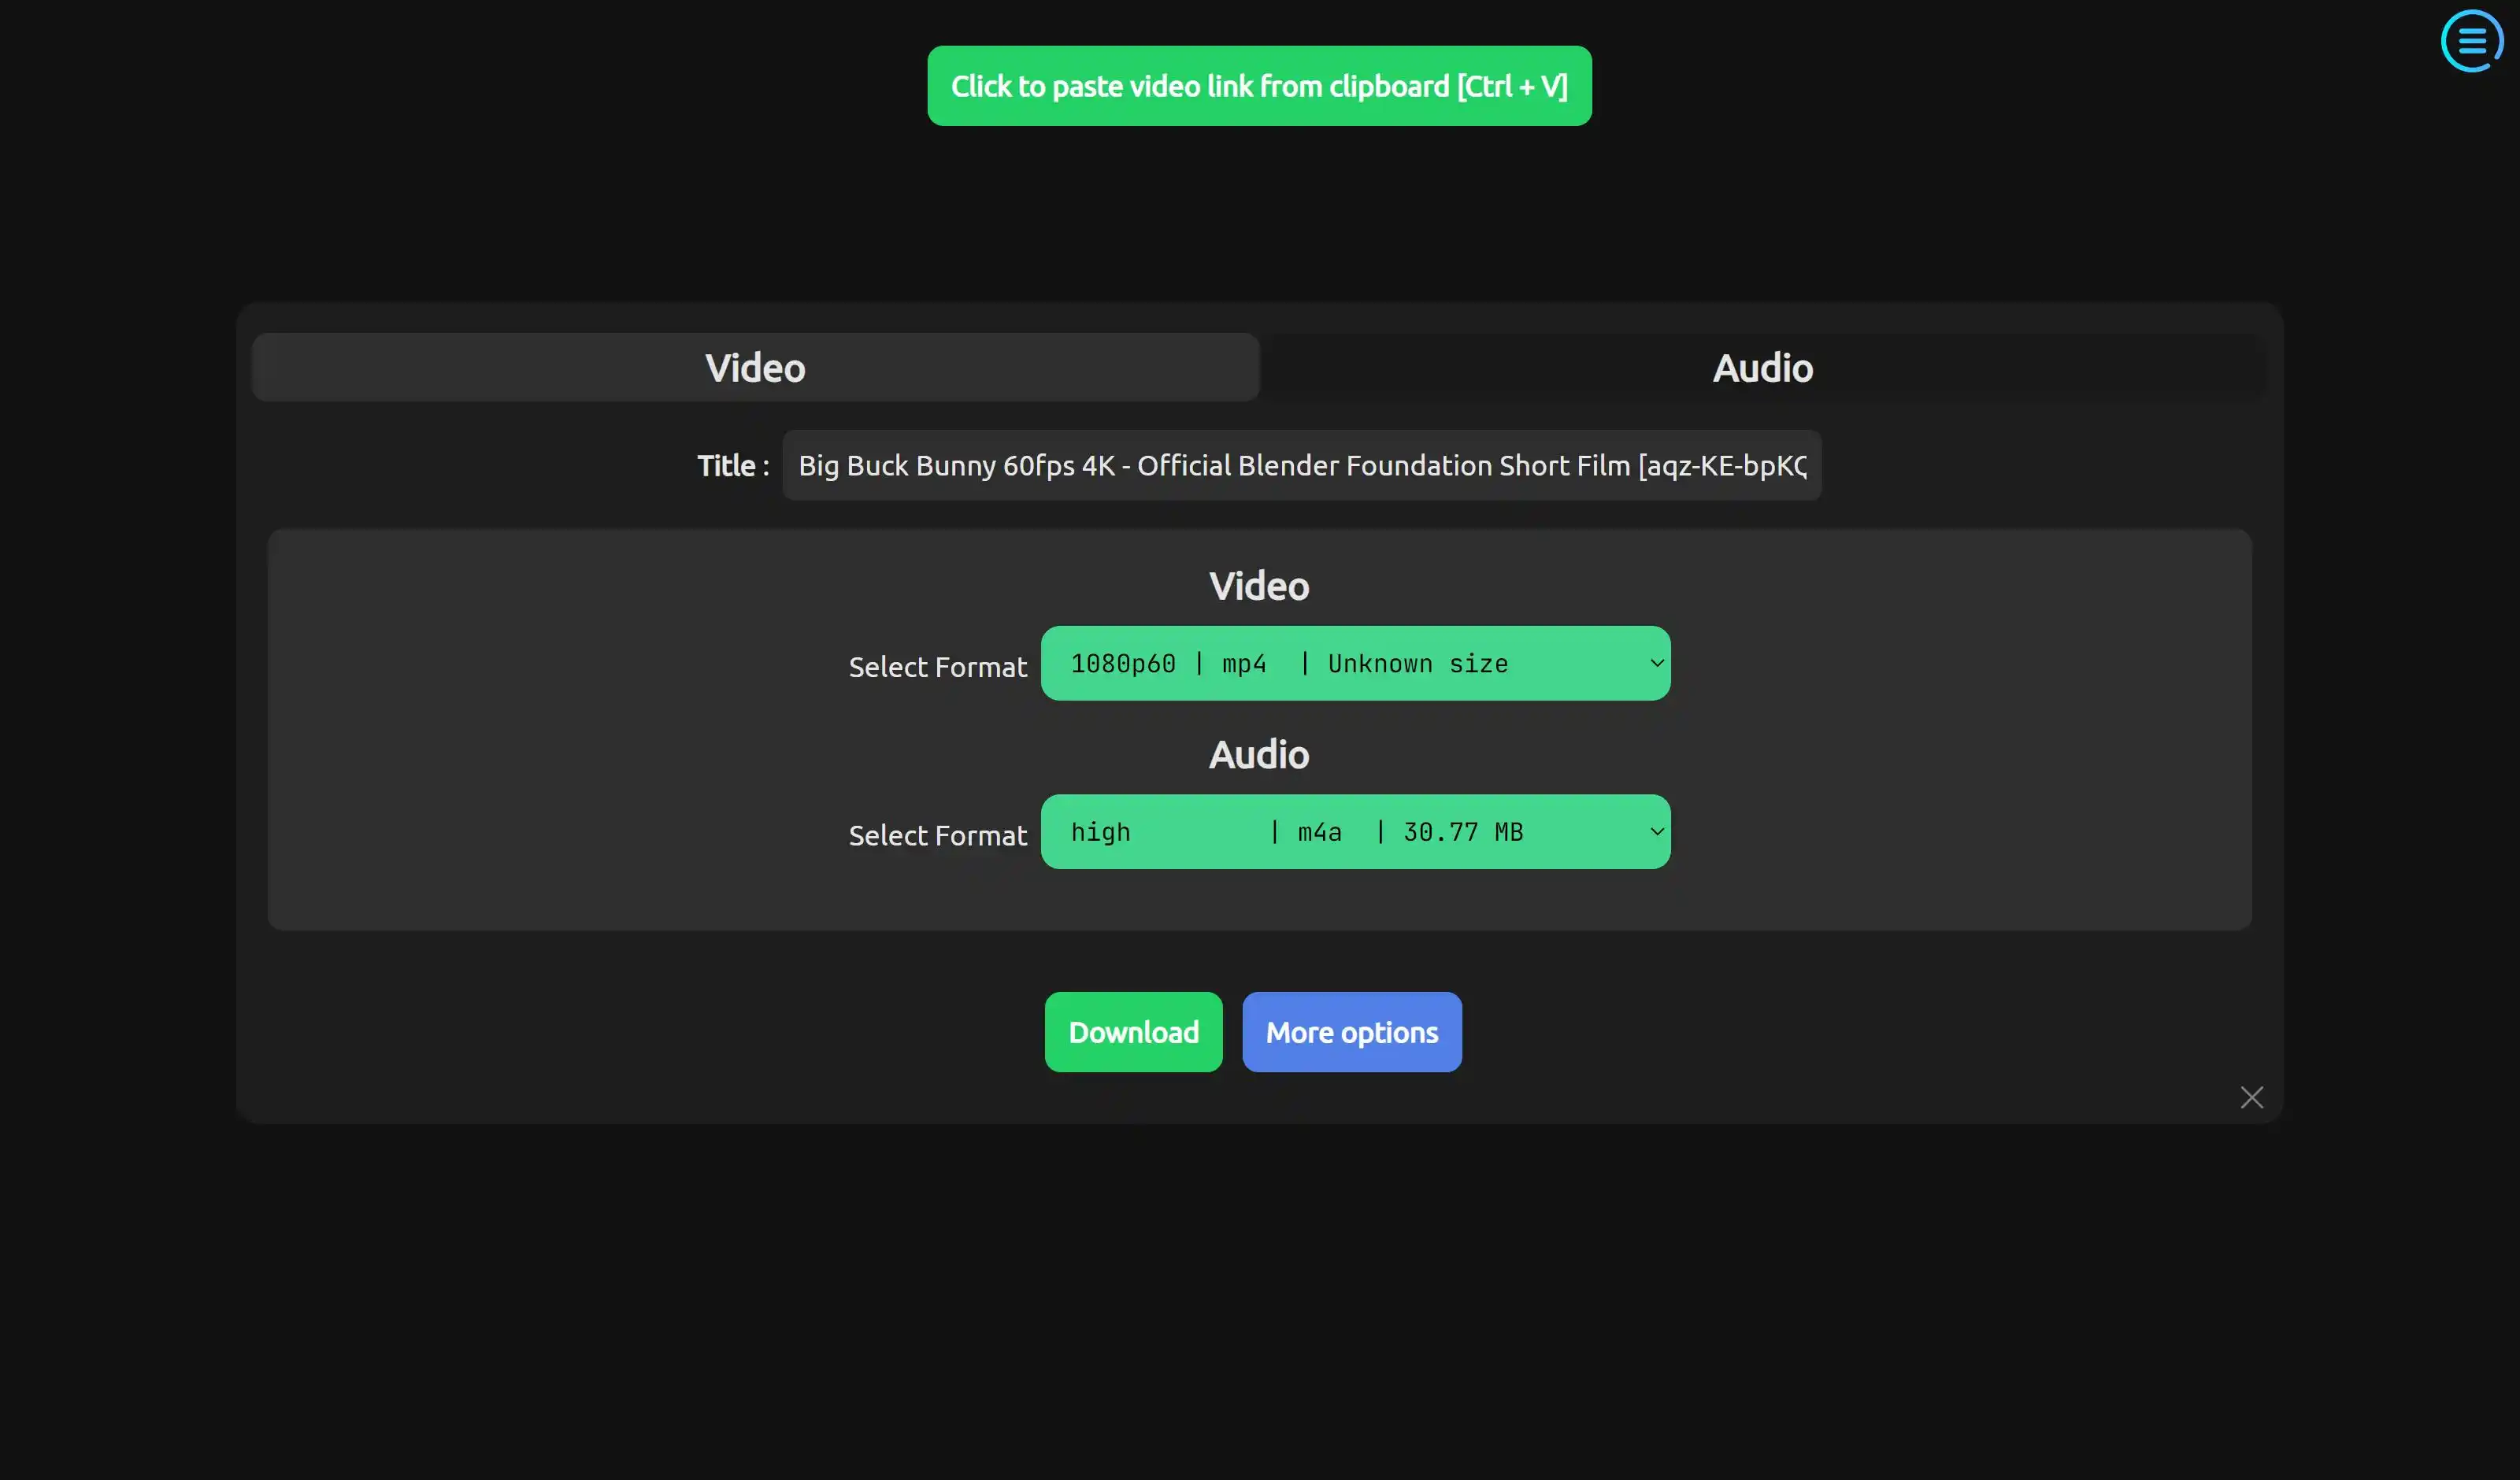 Click to paste video link from clipboard [Ctrl + V]
Video Audio
Title : Big Buck Bunny 60fps 4K - Official Blender Foundation Short Film [aqz-KE-bpKQ
Video
Select Format 1080p60 | mp4 | Unknown size
Audio
Select Format high | m4a | 30.77 MB
Download More options